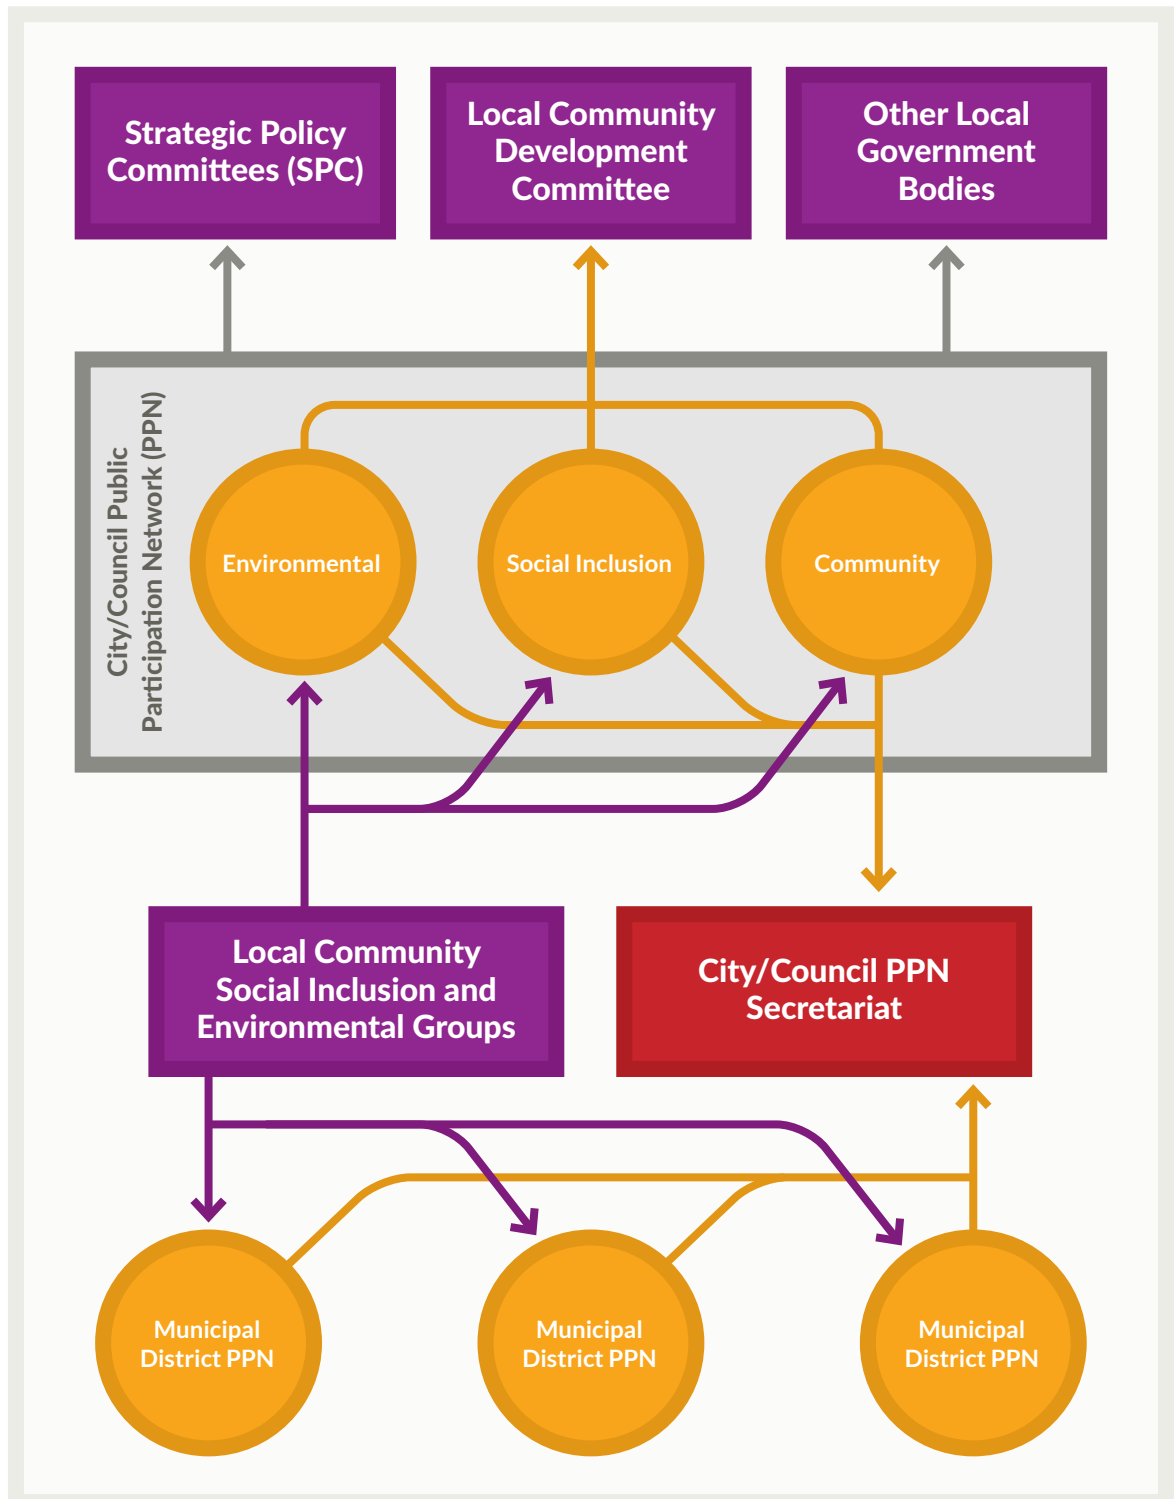 Strategic Policy
Committees (SPC)
Local Community
Development
Committee
Other Local
Government
Bodies
City/Council Public
Participation Network (PPN)
Environmental
Social Inclusion
Community
Local Community
Social Inclusion and
Environmental Groups
City/Council PPN
Secretariat
Municipal
District PPN
Municipal
District PPN
Municipal
District PPN